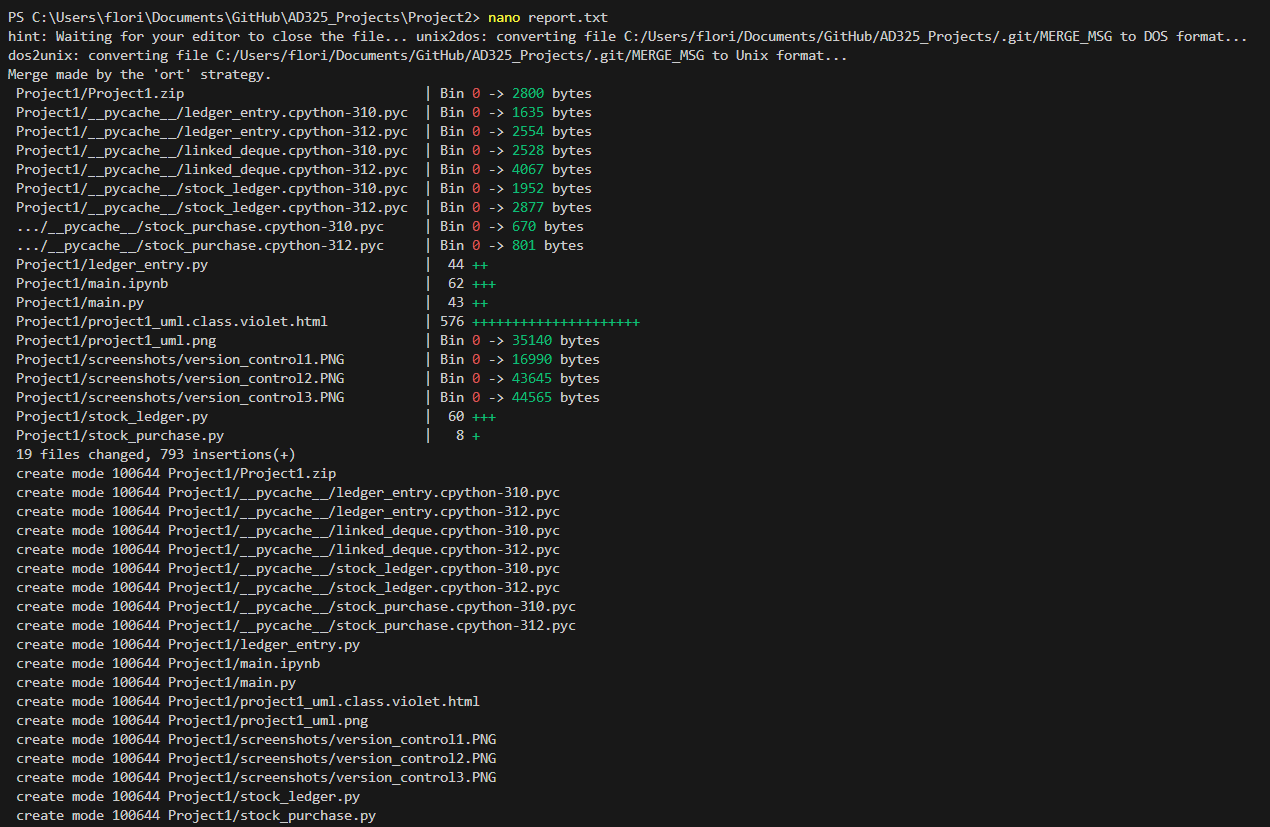 PS C:\Users\flori\Documents\GitHub\AD325_Projects\Project2> nano report.txt
hint: Waiting for your editor to close the file... unix2dos: converting file C:/Users/flori/Documents/GitHub/AD325_Projects/.git/MERGE_MSG to DOS format...
dos2unix: converting file C:/Users/flori/Documents/GitHub/AD325_Projects/.git/MERGE_MSG to Unix format...
Merge made by the 'ort' strategy.
 Project1/Project1.zip                              | Bin 0 -> 2800 bytes
 Project1/__pycache__/ledger_entry.cpython-310.pyc  | Bin 0 -> 1635 bytes
 Project1/__pycache__/ledger_entry.cpython-312.pyc  | Bin 0 -> 2554 bytes
 Project1/__pycache__/linked_deque.cpython-310.pyc  | Bin 0 -> 2528 bytes
 Project1/__pycache__/linked_deque.cpython-312.pyc  | Bin 0 -> 4067 bytes
 Project1/__pycache__/stock_ledger.cpython-310.pyc  | Bin 0 -> 1952 bytes
 Project1/__pycache__/stock_ledger.cpython-312.pyc  | Bin 0 -> 2877 bytes
 .../__pycache__/stock_purchase.cpython-310.pyc     | Bin 0 -> 670 bytes
 .../__pycache__/stock_purchase.cpython-312.pyc     | Bin 0 -> 801 bytes
 Project1/ledger_entry.py                           |  44 ++
 Project1/main.ipynb                                |  62 +++
 Project1/main.py                                   |  43 ++
 Project1/project1_uml.class.violet.html            | 576 +++++++++++++++++++++
 Project1/project1_uml.png                          | Bin 0 -> 35140 bytes
 Project1/screenshots/version_control1.PNG          | Bin 0 -> 16990 bytes
 Project1/screenshots/version_control2.PNG          | Bin 0 -> 43645 bytes
 Project1/screenshots/version_control3.PNG          | Bin 0 -> 44565 bytes
 Project1/stock_ledger.py                           |  60 +++
 Project1/stock_purchase.py                         |   8 +
 19 files changed, 793 insertions(+)
 create mode 100644 Project1/Project1.zip
 create mode 100644 Project1/__pycache__/ledger_entry.cpython-310.pyc
 create mode 100644 Project1/__pycache__/ledger_entry.cpython-312.pyc
 create mode 100644 Project1/__pycache__/linked_deque.cpython-310.pyc
 create mode 100644 Project1/__pycache__/linked_deque.cpython-312.pyc
 create mode 100644 Project1/__pycache__/stock_ledger.cpython-310.pyc
 create mode 100644 Project1/__pycache__/stock_ledger.cpython-312.pyc
 create mode 100644 Project1/__pycache__/stock_purchase.cpython-310.pyc
 create mode 100644 Project1/__pycache__/stock_purchase.cpython-312.pyc
 create mode 100644 Project1/ledger_entry.py
 create mode 100644 Project1/main.ipynb
 create mode 100644 Project1/main.py
 create mode 100644 Project1/project1_uml.class.violet.html
 create mode 100644 Project1/project1_uml.png
 create mode 100644 Project1/screenshots/version_control1.PNG
 create mode 100644 Project1/screenshots/version_control2.PNG
 create mode 100644 Project1/screenshots/version_control3.PNG
 create mode 100644 Project1/stock_ledger.py
 create mode 100644 Project1/stock_purchase.py